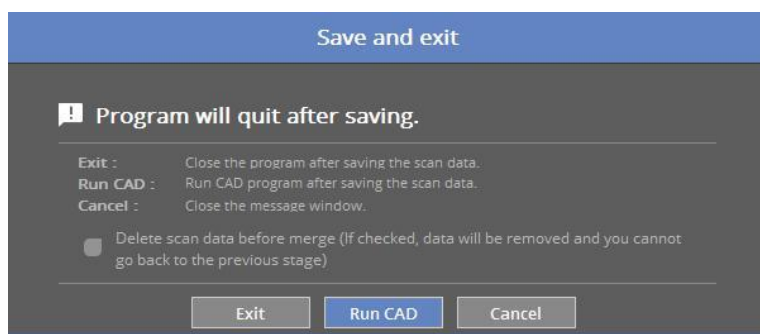 Save and exit
Program will quit after saving.
Exit : Close the program after saving the scan data.
Run CAD : Run CAD program after saving the scan data.
Cancel : Close the message window.
Delete scan data before merge (If checked, data will be removed and you cannot
go back to the previous stage)
Exit Run CAD Cancel